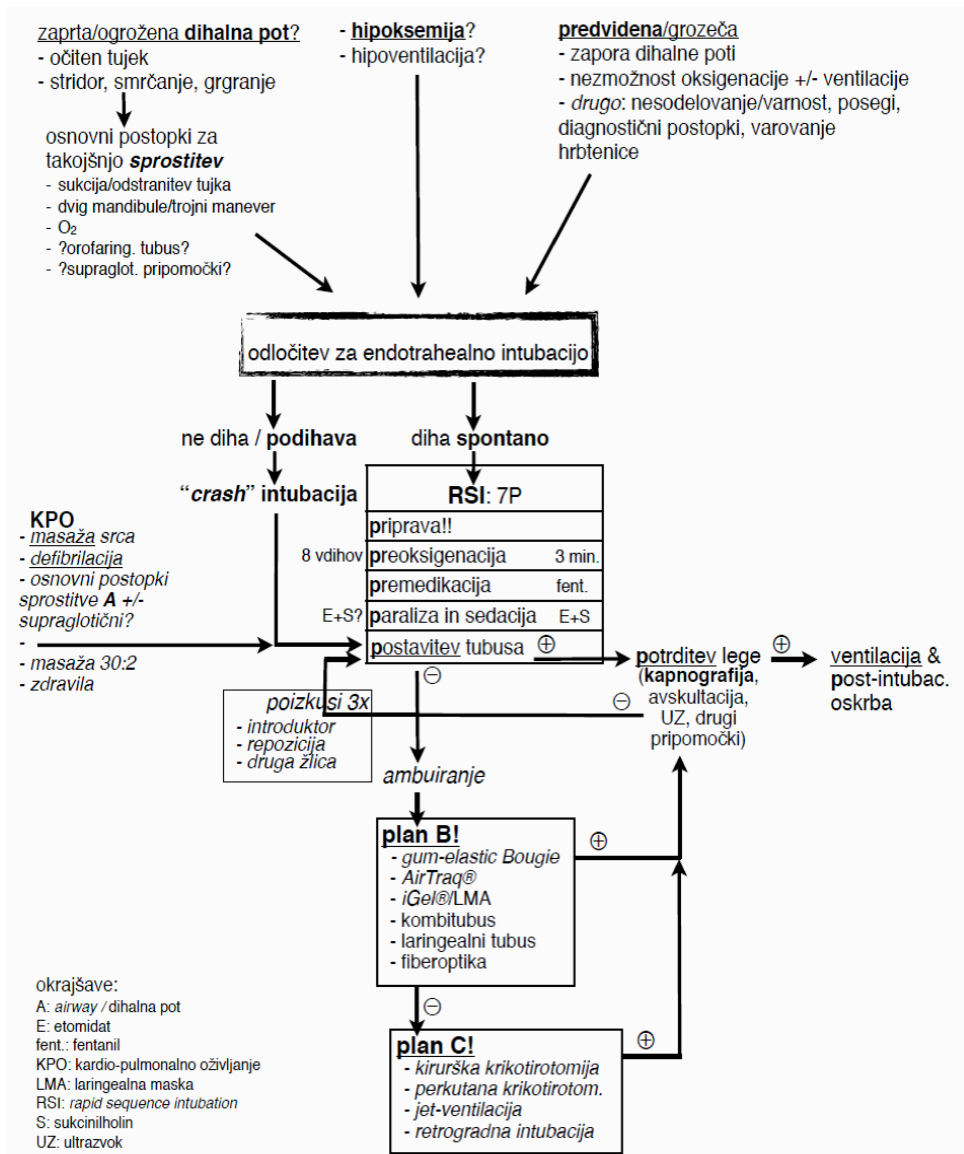 zaprta/ogrožena dihalna pot?
- očiten tujek
- stridor, smrčanje, grgranje
osnovni postopki za
takojšnjo sprostitev
- sukcija/odstranitev tujka
- dvig mandibule/trojni manever
- O₂
- ?orofaring. tubus?
- ?supraglot. pripomočki?
- hipoksemija?
- hipoventilacija?
predvidena/grozeča
- zapora dihalne poti
- nezmožnost oksigenacije +/- ventilacije
- drugo: nesodelovanje/varnost, posegi,
diagnostični postopki, varovanje
hrbtenice
odločitev za endotrahealno intubacijo
ne diha / podihava
diha spontano
"crash" intubacija
KPO
- masaža srca
- defibrilacija
- osnovni postopki
sprostitve A +/-
supraglotični?
-
- masaža 30:2
- zdravila
RSI: 7P
priprava!!
8 vdihov preoksigenacija 3 min.
premedikacija fent.
E+S? paraliza in sedacija E+S
postavitev tubusa ⊕
⊖
poizkusi 3x
- introduktor
- repozicija
- druga žlica
potrditev lege ⊕
(kapnografija,
⊖ avskultacija,
UZ, drugi
pripomočki)
ventilacija &
post-intubac.
oskrba
ambuiranje
plan B! ⊕
- gum-elastic Bougie
- AirTraq®
- iGel®/LMA
- kombitubus
- laringealni tubus
- fiberoptika
⊖
plan C! ⊕
- kirurška krikotirotomija
- perkutana krikotirotom.
- jet-ventilacija
- retrogradna intubacija
okrajšave:
A: airway / dihalna pot
E: etomidat
fent.: fentanil
KPO: kardio-pulmonalno oživljanje
LMA: laringealna maska
RSI: rapid sequence intubation
S: sukcinilholin
UZ: ultrazvok